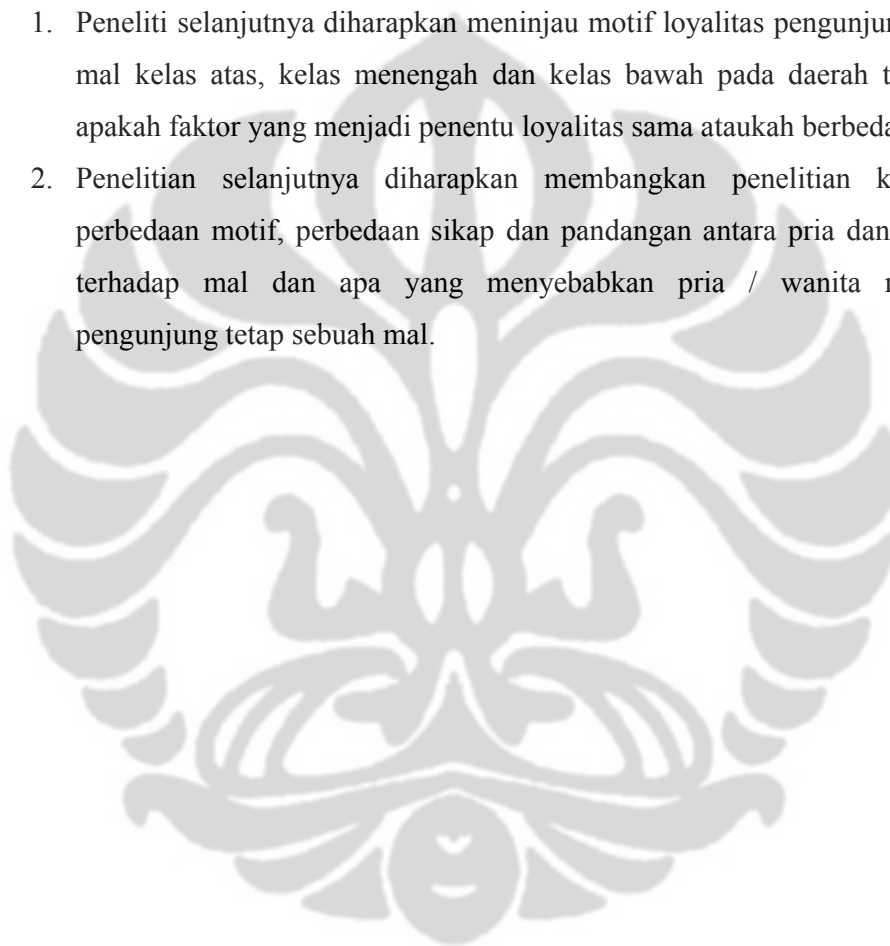 1. Peneliti selanjutnya diharapkan meninjau motif loyalitas
mal kelas atas, kelas menengah dan kelas bawah pada daerah
apakah faktor yang menjadi penentu loyalitas sama ataukah
2. Penelitian selanjutnya diharapkan membangkan penelitian
perbedaan motif, perbedaan sikap dan pandangan antara pria dan
terhadap mal dan apa yang menyebabkan pria / wanita
pengunjung tetap sebuah mal.